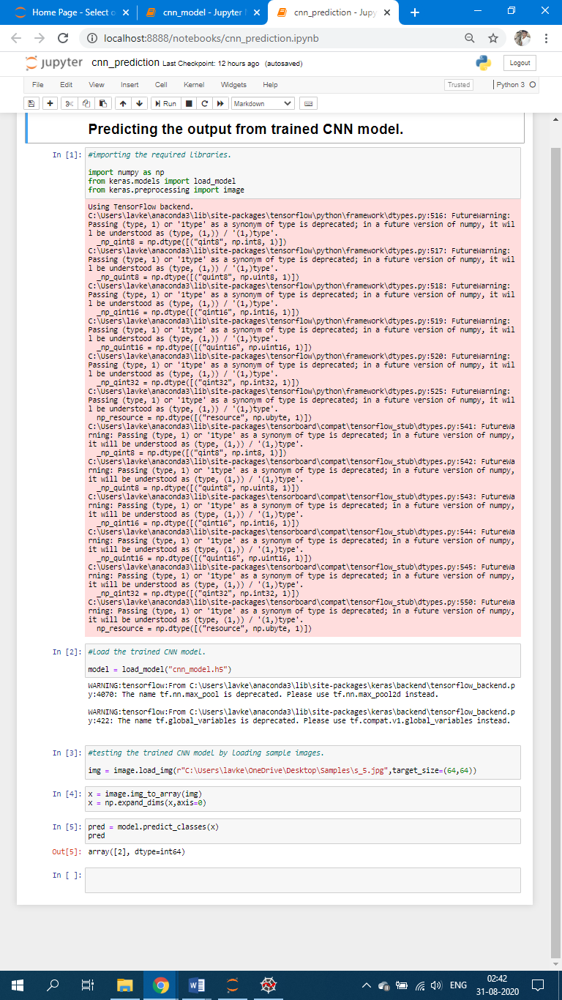 Home Page - Select o
cnn_model - Jupyter
cnn_prediction - Jupy
localhost:8888/notebooks/cnn_prediction.ipynb
jupyter cnn_prediction Last Checkpoint: 12 hours ago (autosaved)
Logout
File Edit View Insert Cell Kernel Widgets Help
Trusted
Python 3
Run
Markdown
Predicting the output from trained CNN model.
In [1]: #importing the required libraries.
import numpy as np
from keras.models import load_model
from keras.preprocessing import image
Using TensorFlow backend.
C:\Users\lavke\anaconda3\lib\site-packages\tensorflow\python\framework\dtypes.py:516: FutureWarning:
Passing (type, 1) or '1type' as a synonym of type is deprecated; in a future version of numpy, it wil
l be understood as (type, (1,)) / '(1,)type'.
_np_qint8 = np.dtype([("qint8", np.int8, 1)])
C:\Users\lavke\anaconda3\lib\site-packages\tensorflow\python\framework\dtypes.py:517: FutureWarning:
Passing (type, 1) or '1type' as a synonym of type is deprecated; in a future version of numpy, it wil
l be understood as (type, (1,)) / '(1,)type'.
_np_quint8 = np.dtype([("quint8", np.uint8, 1)])
C:\Users\lavke\anaconda3\lib\site-packages\tensorflow\python\framework\dtypes.py:518: FutureWarning:
Passing (type, 1) or '1type' as a synonym of type is deprecated; in a future version of numpy, it wil
l be understood as (type, (1,)) / '(1,)type'.
_np_qint16 = np.dtype([("qint16", np.int16, 1)])
C:\Users\lavke\anaconda3\lib\site-packages\tensorflow\python\framework\dtypes.py:519: FutureWarning:
Passing (type, 1) or '1type' as a synonym of type is deprecated; in a future version of numpy, it wil
l be understood as (type, (1,)) / '(1,)type'.
_np_quint16 = np.dtype([("quint16", np.uint16, 1)])
C:\Users\lavke\anaconda3\lib\site-packages\tensorflow\python\framework\dtypes.py:520: FutureWarning:
Passing (type, 1) or '1type' as a synonym of type is deprecated; in a future version of numpy, it wil
l be understood as (type, (1,)) / '(1,)type'.
_np_qint32 = np.dtype([("qint32", np.int32, 1)])
C:\Users\lavke\anaconda3\lib\site-packages\tensorflow\python\framework\dtypes.py:525: FutureWarning:
Passing (type, 1) or '1type' as a synonym of type is deprecated; in a future version of numpy, it wil
l be understood as (type, (1,)) / '(1,)type'.
np_resource = np.dtype([("resource", np.ubyte, 1)])
C:\Users\lavke\anaconda3\lib\site-packages\tensorboard\compat\tensorflow_stub\dtypes.py:541: FutureWa
rning: Passing (type, 1) or '1type' as a synonym of type is deprecated; in a future version of numpy,
it will be understood as (type, (1,)) / '(1,)type'.
_np_qint8 = np.dtype([("qint8", np.int8, 1)])
C:\Users\lavke\anaconda3\lib\site-packages\tensorboard\compat\tensorflow_stub\dtypes.py:542: FutureWa
rning: Passing (type, 1) or '1type' as a synonym of type is deprecated; in a future version of numpy,
it will be understood as (type, (1,)) / '(1,)type'.
_np_quint8 = np.dtype([("quint8", np.uint8, 1)])
C:\Users\lavke\anaconda3\lib\site-packages\tensorboard\compat\tensorflow_stub\dtypes.py:543: FutureWa
rning: Passing (type, 1) or '1type' as a synonym of type is deprecated; in a future version of numpy,
it will be understood as (type, (1,)) / '(1,)type'.
_np_qint16 = np.dtype([("qint16", np.int16, 1)])
C:\Users\lavke\anaconda3\lib\site-packages\tensorboard\compat\tensorflow_stub\dtypes.py:544: FutureWa
rning: Passing (type, 1) or '1type' as a synonym of type is deprecated; in a future version of numpy,
it will be understood as (type, (1,)) / '(1,)type'.
_np_quint16 = np.dtype([("quint16", np.uint16, 1)])
C:\Users\lavke\anaconda3\lib\site-packages\tensorboard\compat\tensorflow_stub\dtypes.py:545: FutureWa
rning: Passing (type, 1) or '1type' as a synonym of type is deprecated; in a future version of numpy,
it will be understood as (type, (1,)) / '(1,)type'.
_np_qint32 = np.dtype([("qint32", np.int32, 1)])
C:\Users\lavke\anaconda3\lib\site-packages\tensorboard\compat\tensorflow_stub\dtypes.py:550: FutureWa
rning: Passing (type, 1) or '1type' as a synonym of type is deprecated; in a future version of numpy,
it will be understood as (type, (1,)) / '(1,)type'.
np_resource = np.dtype([("resource", np.ubyte, 1)])
In [2]: #load the trained CNN model.
model = load_model("cnn_model.h5")
WARNING:tensorflow:From C:\Users\lavke\anaconda3\lib\site-packages\keras\backend\tensorflow_backend.p
y:4070: The name tf.nn.max_pool is deprecated. Please use tf.nn.max_pool2d instead.
WARNING:tensorflow:From C:\Users\lavke\anaconda3\lib\site-packages\keras\backend\tensorflow_backend.p
y:422: The name tf.global_variables is deprecated. Please use tf.compat.v1.global_variables instead.
In [3]: #testing the trained CNN model by loading sample images.
img = image.load_img(r"C:\Users\lavke\OneDrive\Desktop\Samples\s_5.jpg",target_size=(64,64))
In [4]: x = image.img_to_array(img)
x = np.expand_dims(x,axis=0)
In [5]: pred = model.predict_classes(x)
pred
Out[5]: array([2], dtype=int64)
In [ ]:
ENG
02:42
31-08-2020